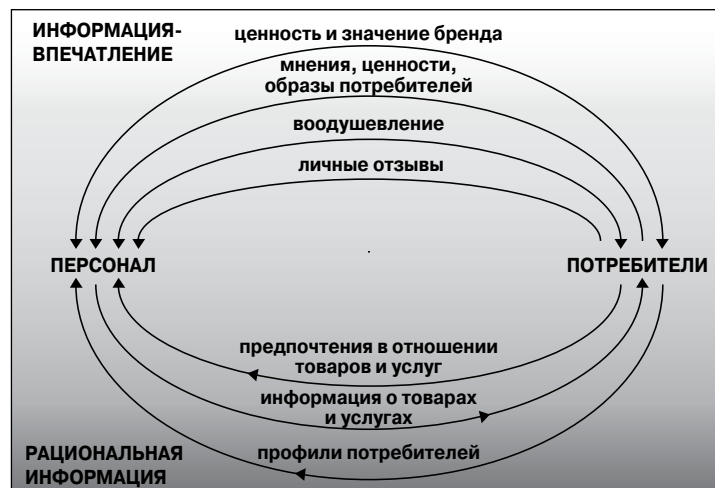 ИНФОРМАЦИЯ-
ВПЕЧАТЛЕНИЕ
ценность и значение бренда
мнения, ценности,
образы потребителей
воодушевление
личные отзывы
ПЕРСОНАЛ
ПОТРЕБИТЕЛИ
предпочтения в отношении
товаров и услуг
информация о товарах
и услугах
профили потребителей
РАЦИОНАЛЬНАЯ
ИНФОРМАЦИЯ